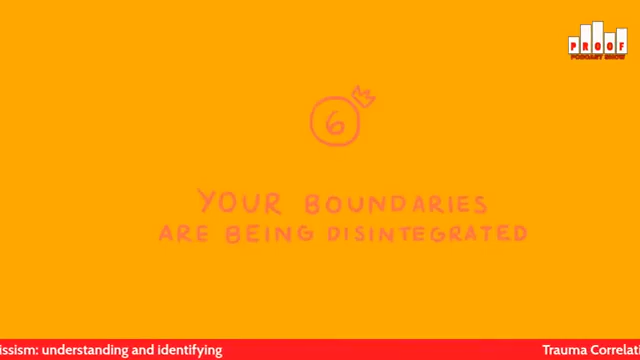 PROOF
PODCAST SHOW
6
YOUR BOUNDARIES
ARE BEING DISINTEGRATED
issism: understanding and identifying
Trauma Correlati